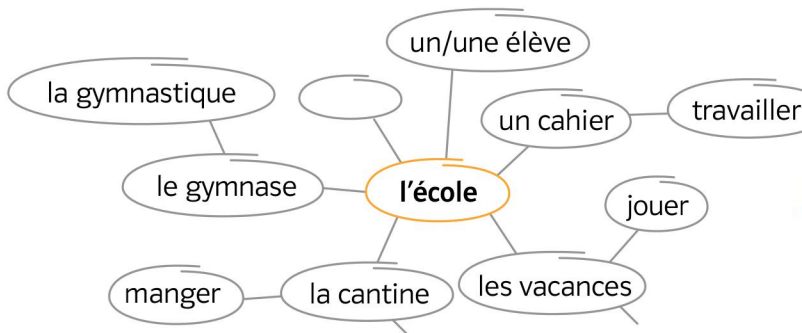 un/une élève
la gymnastique
un cahier
travailler
le gymnase
l'école
jouer
manger
la cantine
les vacances